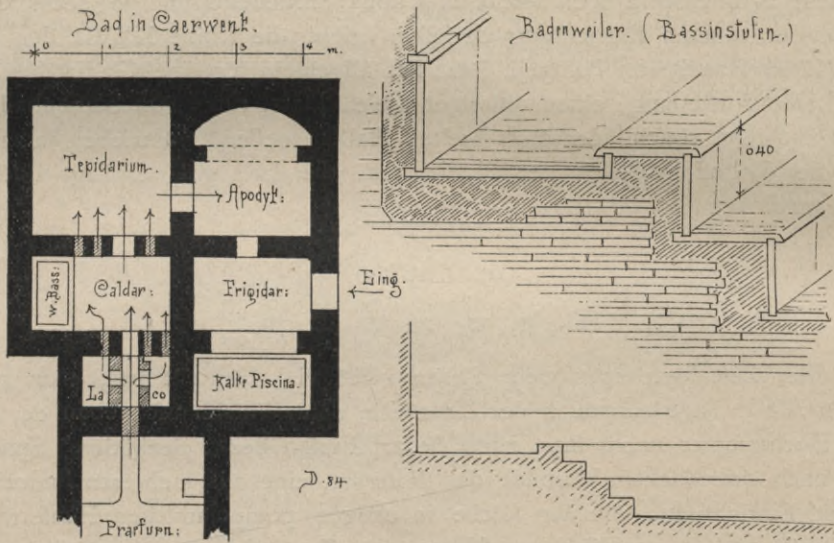 Bad in Caerwent.
0 1 2 3 4 m.
Tepidarium.
Apodyt:
w. Bass:
Caldar:
Frigidar:
Eing.
La co
Kalte Piscina.
D. 84
Praefurn:
Badenweiler. (Bassinstufen.)
0.40